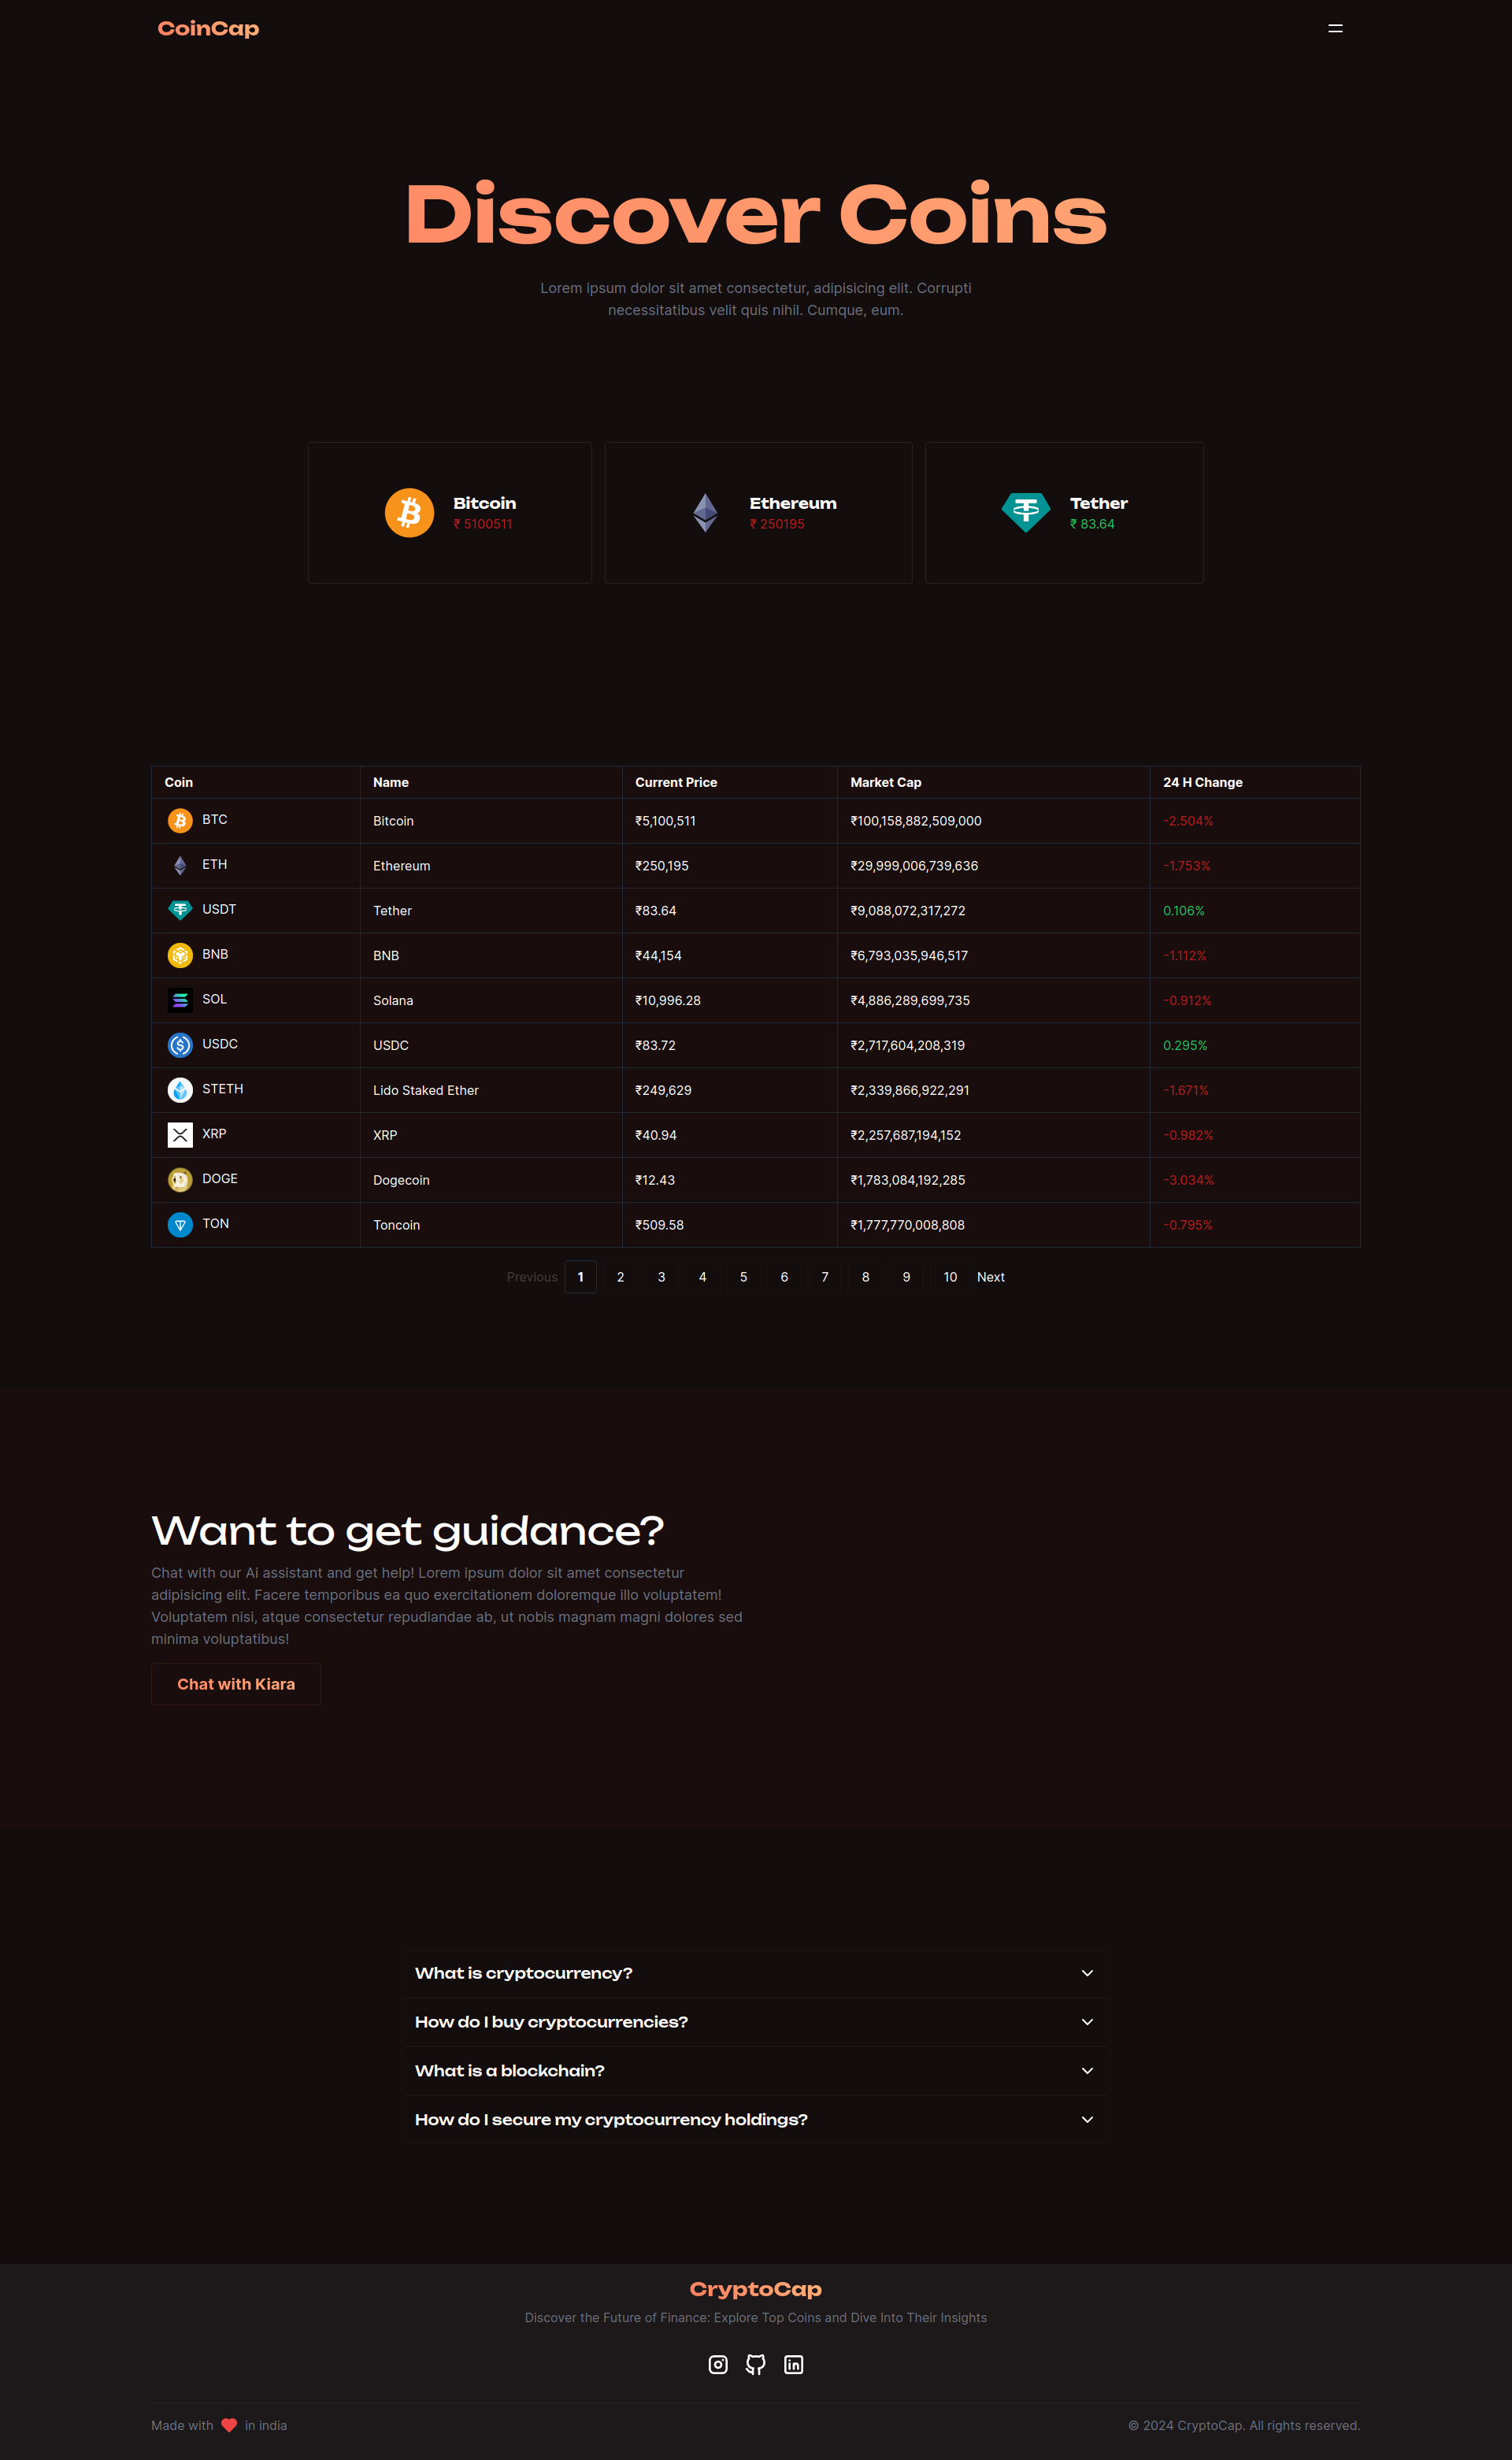 CoinCap
Discover Coins
Lorem ipsum dolor sit amet consectetur, adipisicing elit. Corrupti
necessitatibus velit quis nihil. Cumque, eum.
Bitcoin
₹ 5100511
Ethereum
₹ 250195
Tether
₹ 83.64
Coin Name Current Price Market Cap 24 H Change
BTC Bitcoin ₹5,100,511 ₹100,158,882,509,000 -2.504%
ETH Ethereum ₹250,195 ₹29,999,006,739,636 -1.753%
USDT Tether ₹83.64 ₹9,088,072,317,272 0.106%
BNB BNB ₹44,154 ₹6,793,035,946,517 -1.112%
SOL Solana ₹10,996.28 ₹4,886,289,699,735 -0.912%
USDC USDC ₹83.72 ₹2,717,604,208,319 0.295%
STETH Lido Staked Ether ₹249,629 ₹2,339,866,922,291 -1.671%
XRP XRP ₹40.94 ₹2,257,687,194,152 -0.982%
DOGE Dogecoin ₹12.43 ₹1,783,084,192,285 -3.034%
TON Toncoin ₹509.58 ₹1,777,770,008,808 -0.795%
Previous 1 2 3 4 5 6 7 8 9 10 Next
Want to get guidance?
Chat with our Ai assistant and get help! Lorem ipsum dolor sit amet consectetur
adipisicing elit. Facere temporibus ea quo exercitationem doloremque illo voluptatem!
Voluptatem nisi, atque consectetur repudiandae ab, ut nobis magnam magni dolores sed
minima voluptatibus!
Chat with Kiara
What is cryptocurrency?
How do I buy cryptocurrencies?
What is a blockchain?
How do I secure my cryptocurrency holdings?
CryptoCap
Discover the Future of Finance: Explore Top Coins and Dive Into Their Insights
Made with in india
© 2024 CryptoCap. All rights reserved.